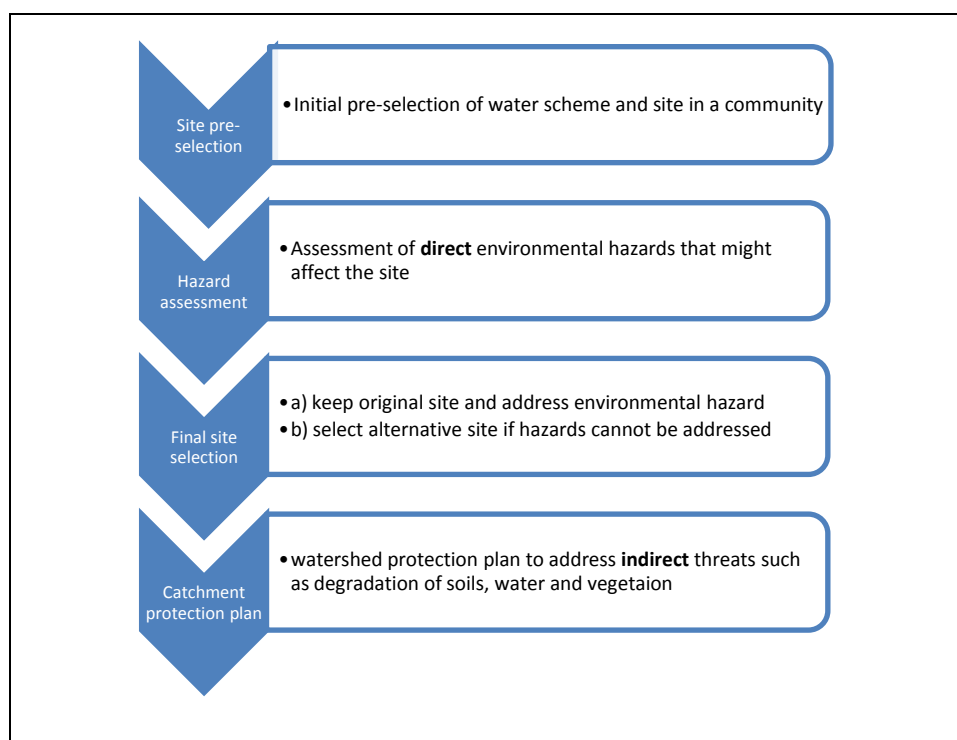 Site pre-
selection
•Initial pre-selection of water scheme and site in a community
Hazard
assessment
•Assessment of direct environmental hazards that might
affect the site
Final site
selection
•a) keep original site and address environmental hazard
•b) select alternative site if hazards cannot be addressed
Catchment
protection plan
•watershed protection plan to address indirect threats such
as degradation of soils, water and vegetaion